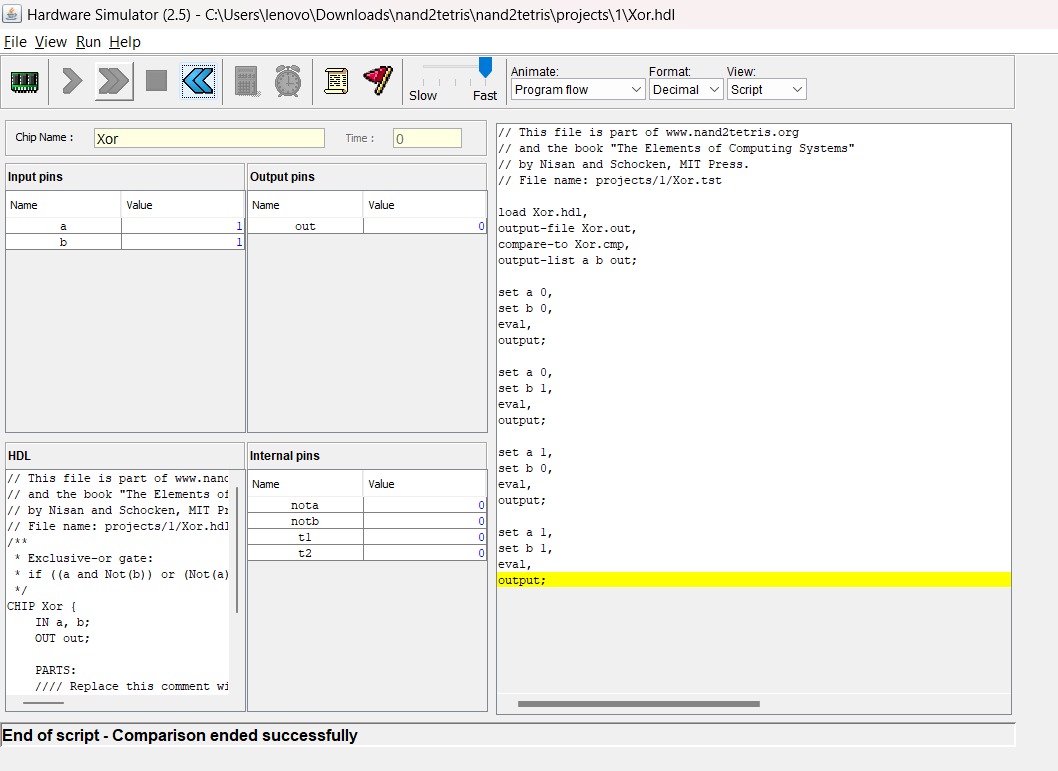 Hardware Simulator (2.5) - C:\Users\lenovo\Downloads\nand2tetris\nand2tetris\projects\1\Xor.hdl
File View Run Help
Slow Fast
Animate: Format: View:
Program flow Decimal Script
Chip Name : Xor Time : 0
Input pins
Name Value
a 1
b 1
Output pins
Name Value
out 0
HDL
// This file is part of www.nand
// and the book "The Elements of
// by Nisan and Schocken, MIT Pr
// File name: projects/1/Xor.hdl
/**
* Exclusive-or gate:
* if ((a and Not(b)) or (Not(a)
*/
CHIP Xor {
IN a, b;
OUT out;
PARTS:
//// Replace this comment wi
Internal pins
Name Value
nota 0
notb 0
t1 0
t2 0
// This file is part of www.nand2tetris.org
// and the book "The Elements of Computing Systems"
// by Nisan and Schocken, MIT Press.
// File name: projects/1/Xor.tst
load Xor.hdl,
output-file Xor.out,
compare-to Xor.cmp,
output-list a b out;
set a 0,
set b 0,
eval,
output;
set a 0,
set b 1,
eval,
output;
set a 1,
set b 0,
eval,
output;
set a 1,
set b 1,
eval,
output;
End of script - Comparison ended successfully